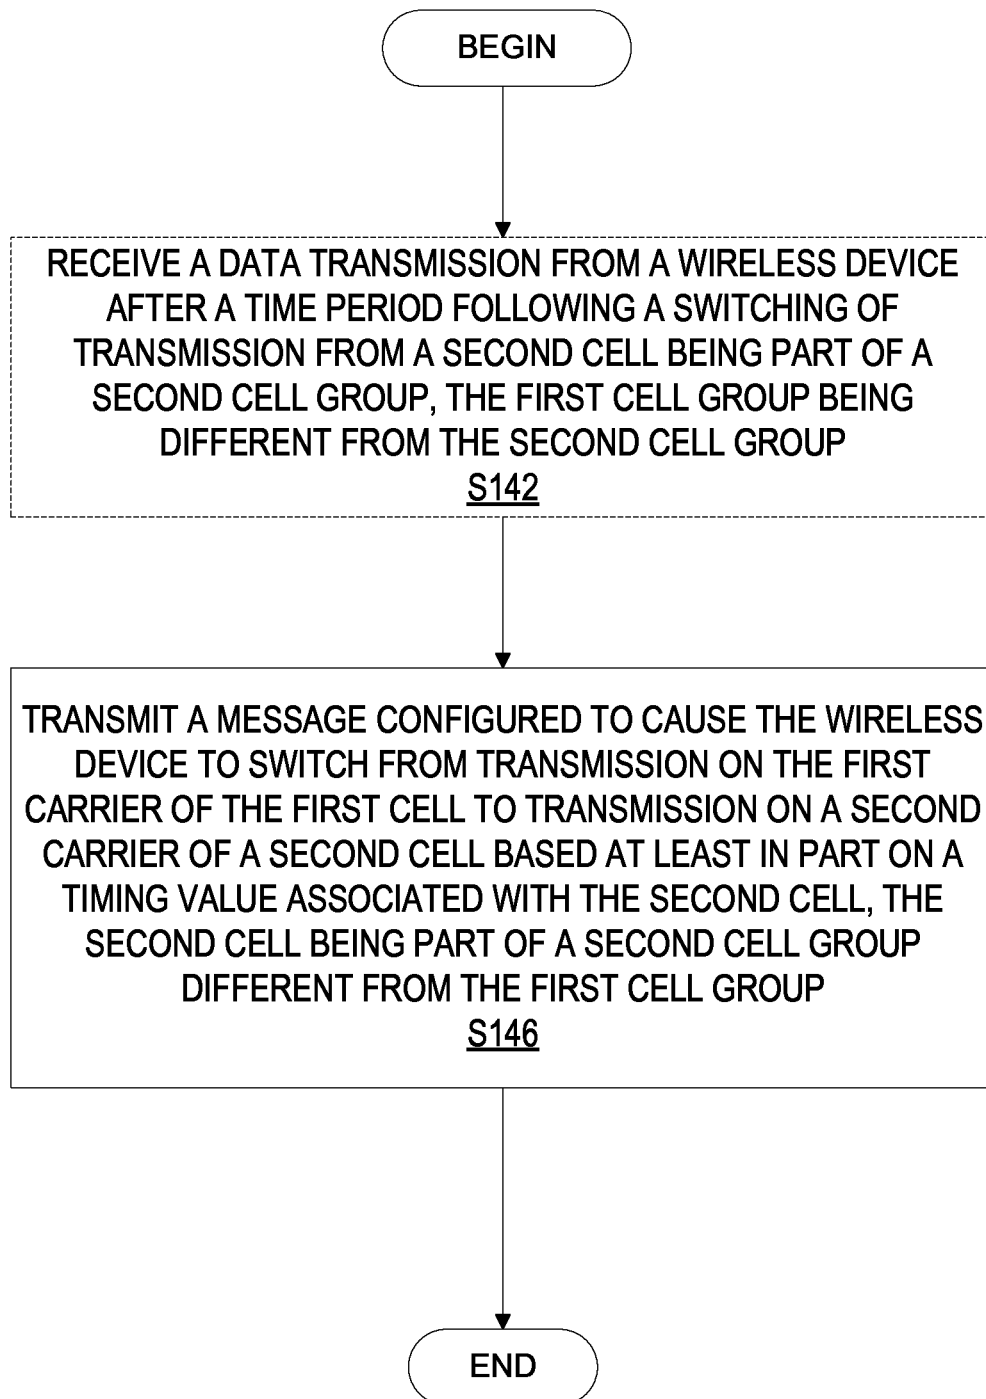 BEGIN
RECEIVE A DATA TRANSMISSION FROM A WIRELESS DEVICE
AFTER A TIME PERIOD FOLLOWING A SWITCHING OF
TRANSMISSION FROM A SECOND CELL BEING PART OF A
SECOND CELL GROUP, THE FIRST CELL GROUP BEING
DIFFERENT FROM THE SECOND CELL GROUP
S142
TRANSMIT A MESSAGE CONFIGURED TO CAUSE THE WIRELESS
DEVICE TO SWITCH FROM TRANSMISSION ON THE FIRST
CARRIER OF THE FIRST CELL TO TRANSMISSION ON A SECOND
CARRIER OF A SECOND CELL BASED AT LEAST IN PART ON A
TIMING VALUE ASSOCIATED WITH THE SECOND CELL, THE
SECOND CELL BEING PART OF A SECOND CELL GROUP
DIFFERENT FROM THE FIRST CELL GROUP
S146
END